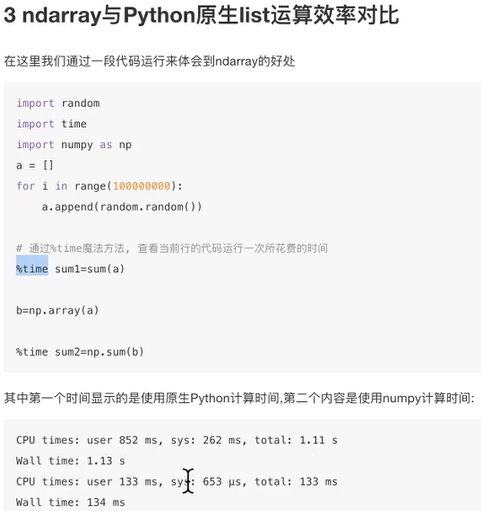 3 ndarray与Python原生list运算效率对比
在这里我们通过一段代码运行来体会到ndarray的好处
import random
import time
import numpy as np
a = []
for i in range(100000000):
    a.append(random.random())
# 通过%time魔法方法, 查看当前行的代码运行一次所花费的时间
%time sum1=sum(a)
b=np.array(a)
%time sum2=np.sum(b)
其中第一个时间显示的是使用原生Python计算时间,第二个内容是使用numpy计算时间:
CPU times: user 852 ms, sys: 262 ms, total: 1.11 s
Wall time: 1.13 s
CPU times: user 133 ms, sys: 653 µs, total: 133 ms
Wall time: 134 ms